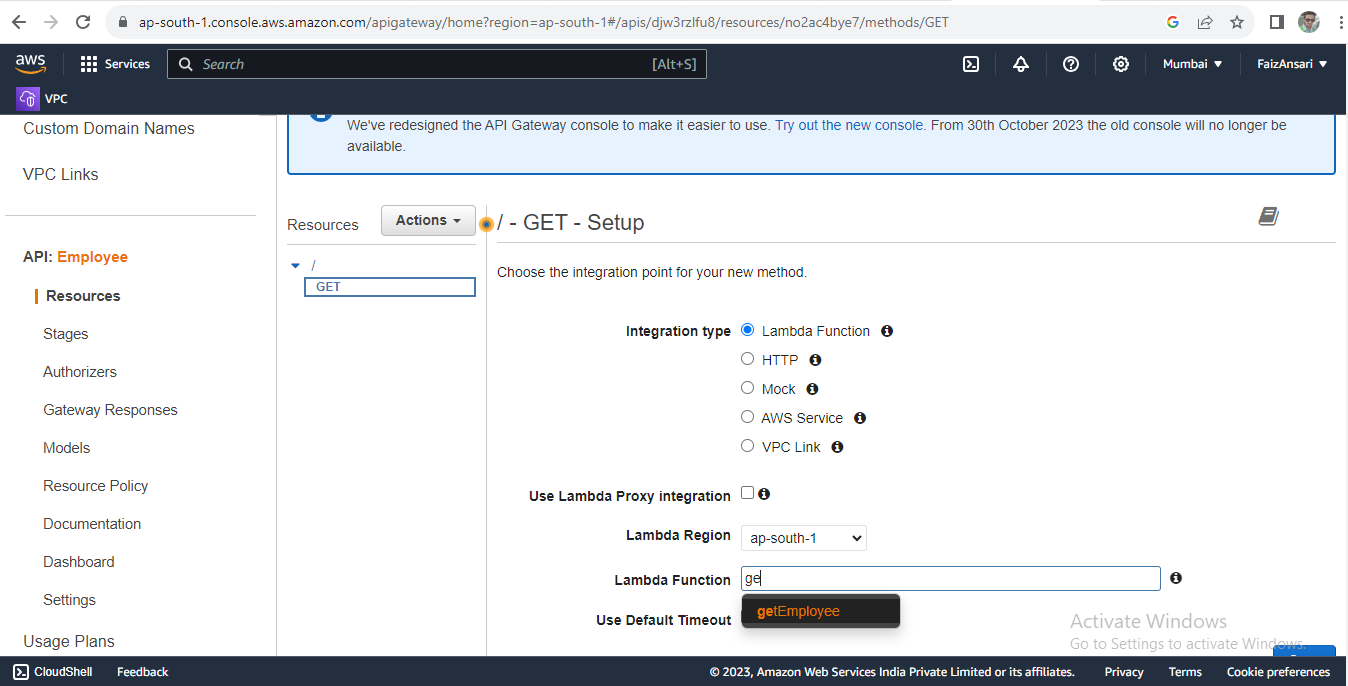 ap-south-1.console.aws.amazon.com/apigateway/home?region=ap-south-1#/apis/djw3rzlfu8/resources/no2ac4bye7/methods/GET
aws Services Search [Alt+S] Mumbai FaizAnsari
VPC
Custom Domain Names
VPC Links
API: Employee
Resources
Stages
Authorizers
Gateway Responses
Models
Resource Policy
Documentation
Dashboard
Settings
Usage Plans
We've redesigned the API Gateway console to make it easier to use. Try out the new console. From 30th October 2023 the old console will no longer be
available.
Resources Actions
/
GET
/ - GET - Setup
Choose the integration point for your new method.
Integration type Lambda Function
HTTP
Mock
AWS Service
VPC Link
Use Lambda Proxy integration
Lambda Region ap-south-1
Lambda Function ge
getEmployee
Use Default Timeout
Activate Windows
Go to Settings to activate Windows.
CloudShell Feedback © 2023, Amazon Web Services India Private Limited or its affiliates. Privacy Terms Cookie preferences